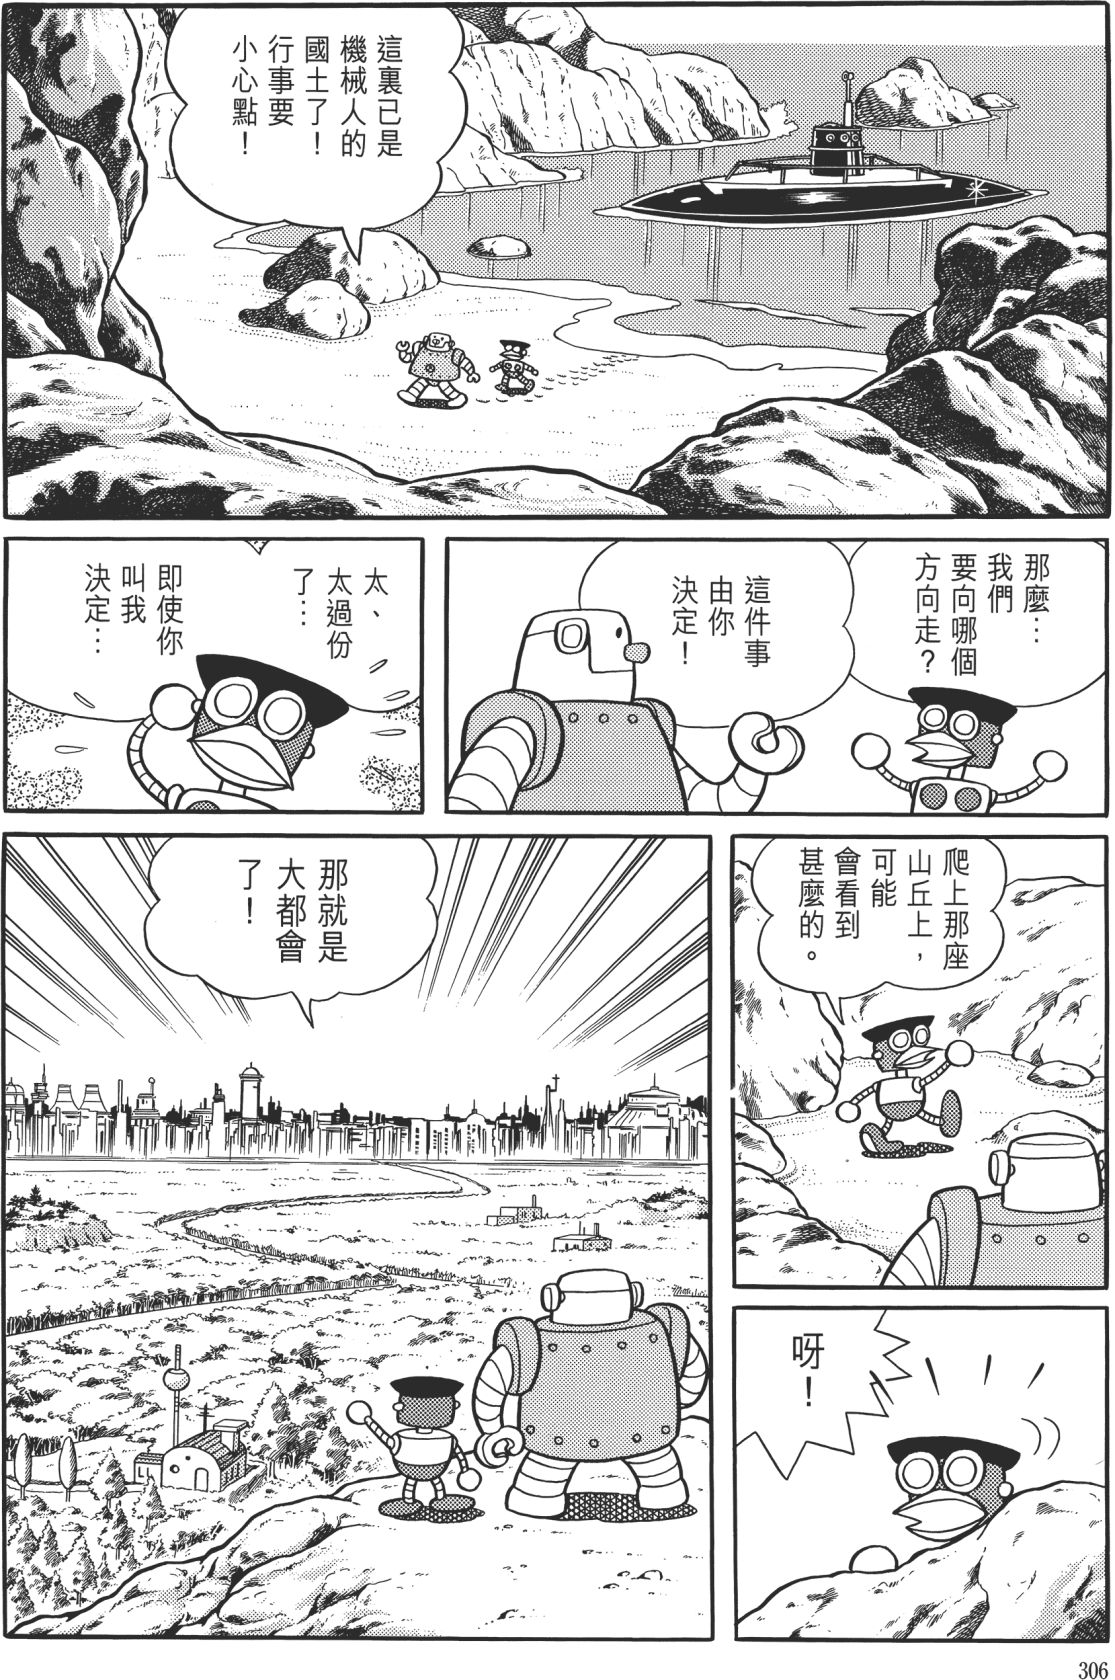 這裏已是
機械人的
國土了！
行事要
小心點！
那麼…
我們
要向哪個
方向走？
這件事
由你
決定！
太、
太過份
了…
即使你
叫我
決定…
爬上那座
山丘上，
可能
會看到
甚麼的。
呀！
那就是
大都會
了！
306